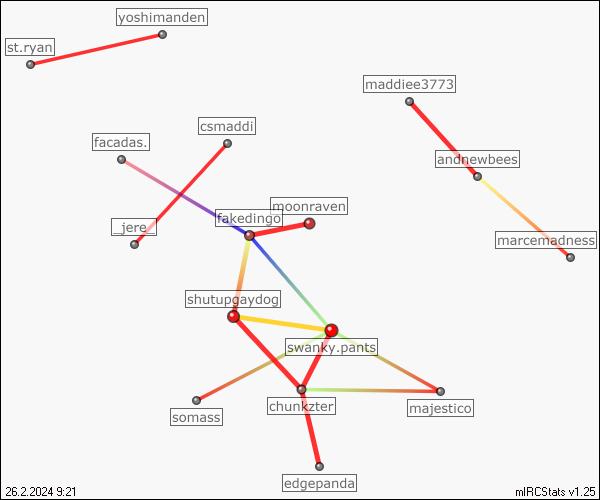 yoshimanden
st.ryan
maddiee3773
csmaddi
facadas.
andnewbees
moonraven
fakedingo
_jere_
marcemadness
shutupgaydog
swanky.pants
chunkzter
majestico
somass
edgepanda
26.2.2024 9:21
mIRCStats v1.25